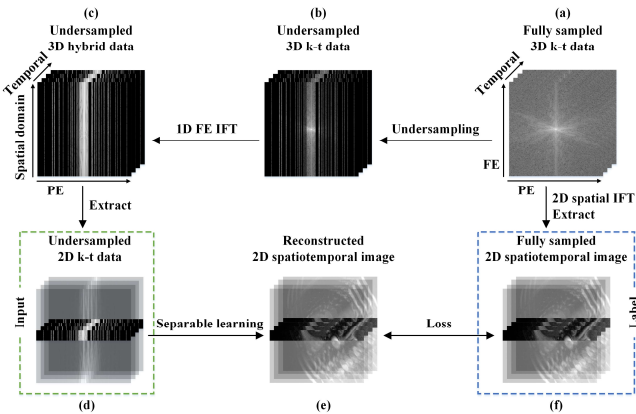 (c)
Undersampled
3D hybrid data
(b)
Undersampled
3D k-t data
(a)
Fully sampled
3D k-t data
Temporal
Spatial domain
PE
1D FE IFT
Undersampling
Temporal
FE
PE
Extract
2D spatial IFT
Extract
Undersampled
2D k-t data
Reconstructed
2D spatiotemporal image
Fully sampled
2D spatiotemporal image
Input
Separable learning
Loss
Label
(d)
(e)
(f)